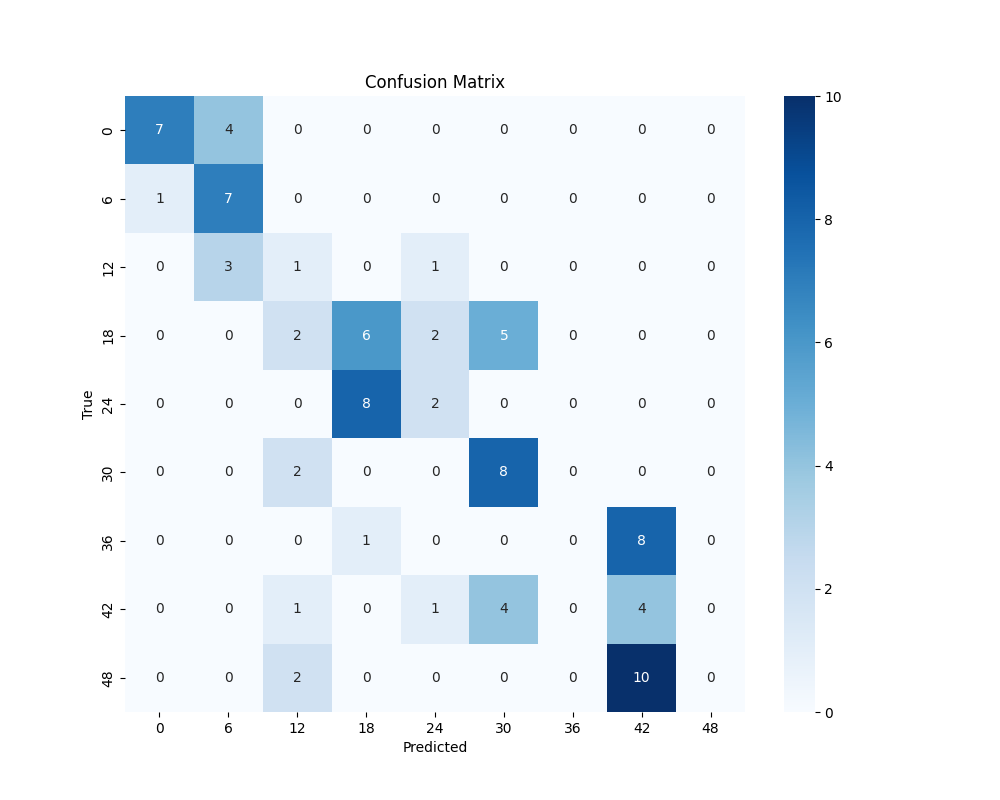 Confusion Matrix
0 7 4 0 0 0 0 0 0 0
6 1 7 0 0 0 0 0 0 0
12 0 3 1 0 1 0 0 0 0
18 0 0 2 6 2 5 0 0 0
24 0 0 0 8 2 0 0 0 0
30 0 0 2 0 0 8 0 0 0
36 0 0 0 1 0 0 0 8 0
42 0 0 1 0 1 4 0 4 0
48 0 0 2 0 0 0 0 10 0
0 6 12 18 24 30 36 42 48
Predicted
True
10
8
6
4
2
0